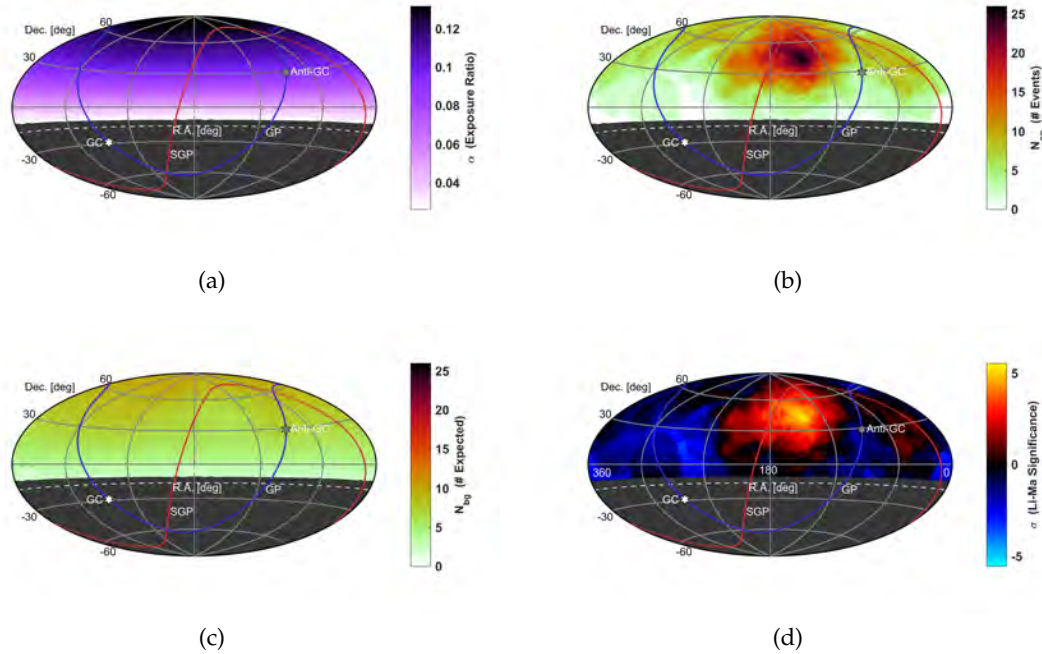 Dec. [deg]
60
30
-30
-60
Anti-GC
R.A. [deg]
GC
GP
SGP
0.12
0.1
0.08
0.06
0.04
α (Exposure Ratio)
(a)
Dec. [deg]
60
30
-30
-60
Anti-GC
R.A. [deg]
GC
GP
SGP
25
20
15
10
5
0
(# Events)
(b)
Dec. [deg]
60
30
-30
-60
Anti-GC
R.A. [deg]
GC
GP
SGP
25
20
15
10
5
0
Nbg (# Expected)
(c)
Dec. [deg]
60
30
-30
-60
360
180
0
Anti-GC
R.A. [deg]
GC
GP
SGP
5
0
-5
σ (Li-Ma Significance)
(d)